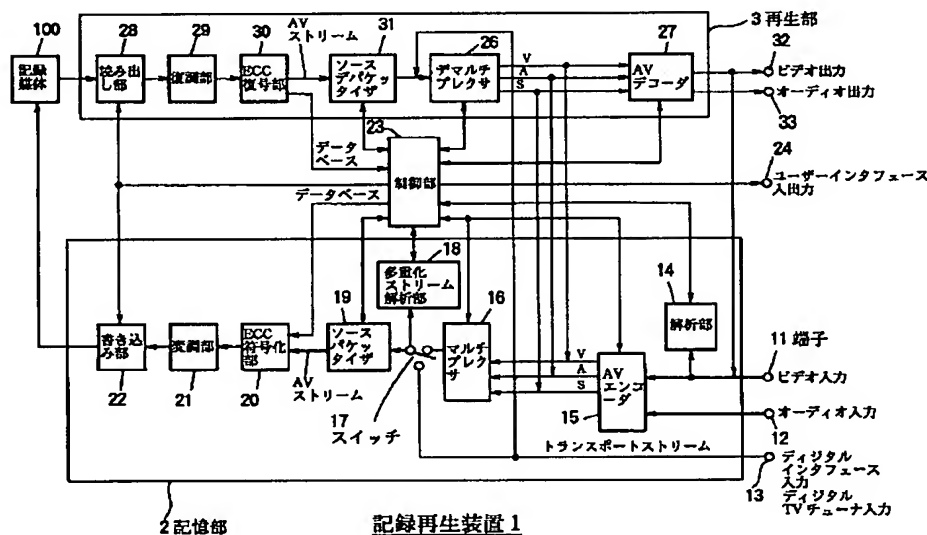 3 再生部
100
記録
媒体
28
読み出
し部
29
復調部
30
ECC
復号部
AV
ストリーム
31
ソース
デパケッ
タイザ
26
デマルチ
プレクサ
V
A
S
27
AV
デコーダ
32
ビデオ出力
オーディオ出力
33
データ
ベース
23
制御部
24
ユーザーインタフェース
入出力
データベース
18
多重化
ストリーム
解析部
14
解析部
22
書き込
み部
21
変調部
20
ECC
符号化
部
AV
ストリーム
19
ソース
パケッ
タイザ
17
スイッチ
16
マルチ
プレク
サ
V
A
S
15
AV
エンコ
ーダ
11 端子
ビデオ入力
オーディオ入力
12
トランスポートストリーム
13
ディジタル
インタフェース
入力
ディジタル
TVチューナ入力
2 記憶部
記録再生装置1